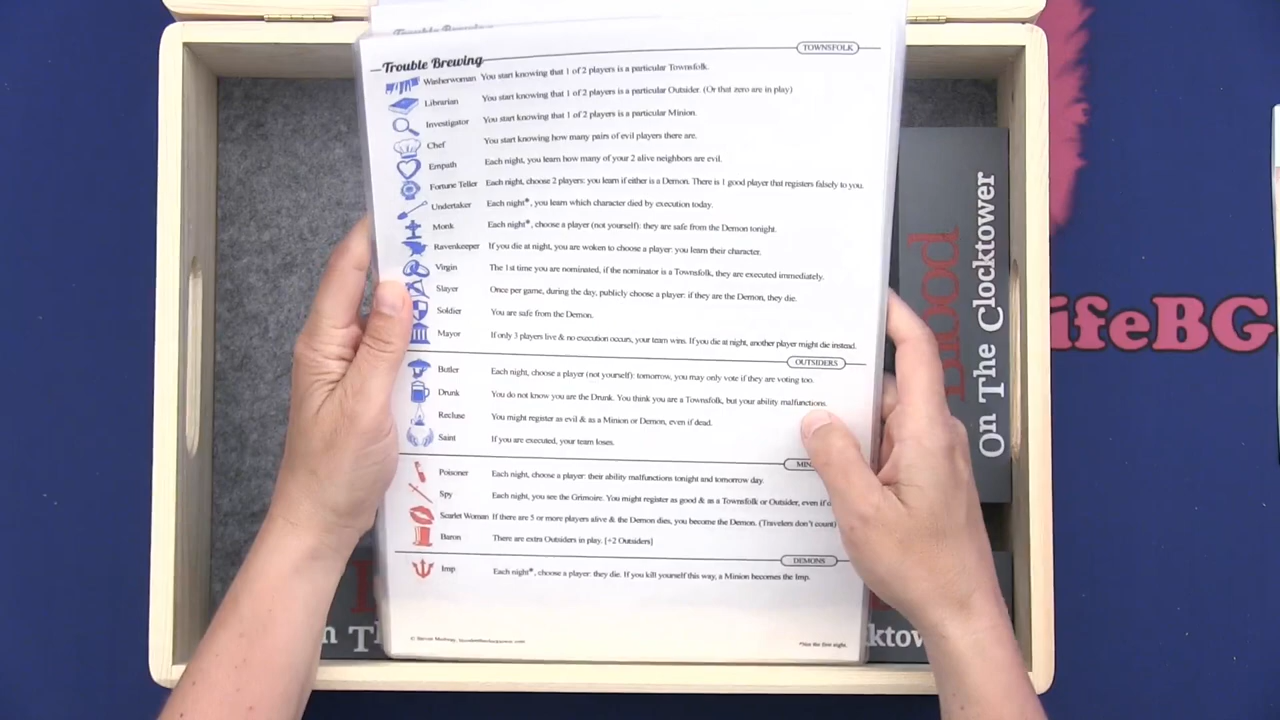 Trouble Brewing
TOWNSFOLK
Trouble Brewing
Washerwoman You start knowing that 1 of 2 players is a particular Townsfolk.
Librarian You start knowing that 1 of 2 players is a particular Outsider. (Or that zero are in play)
Investigator You start knowing that 1 of 2 players is a particular Minion.
Chef You start knowing how many pairs of evil players there are.
Empath Each night, you learn how many of your 2 alive neighbors are evil.
Fortune Teller Each night, choose 2 players: you learn if either is a Demon. There is 1 good player that registers falsely to you.
Undertaker Each night*, you learn which character died by execution today.
Monk Each night*, choose a player (not yourself): they are safe from the Demon tonight.
Ravenkeeper If you die at night, you are woken to choose a player: you learn their character.
Virgin The 1st time you are nominated, if the nominator is a Townsfolk, they are executed immediately.
Slayer Once per game, during the day, publicly choose a player: if they are the Demon, they die.
Soldier You are safe from the Demon.
Mayor If only 3 players live & no execution occurs, your team wins. If you die at night, another player might die instead.
OUTSIDERS
Butler Each night, choose a player (not yourself): tomorrow, you may only vote if they are voting too.
Drunk You do not know you are the Drunk. You think you are a Townsfolk, but your ability malfunctions.
Recluse You might register as evil & as a Minion or Demon, even if dead.
Saint If you are executed, your team loses.
MIN
Poisoner Each night, choose a player: their ability malfunctions tonight and tomorrow day.
Spy Each night, you see the Grimoire. You might register as good & as a Townsfolk or Outsider, even if d
Scarlet Woman If there are 5 or more players alive & the Demon dies, you become the Demon. (Travelers don't count)
Baron There are extra Outsiders in play. [+2 Outsiders]
DEMONS
Imp Each night*, choose a player: they die. If you kill yourself this way, a Minion becomes the Imp.
*Not the first night.
Blood
On The Clocktower
ifeBG
n T
cktow